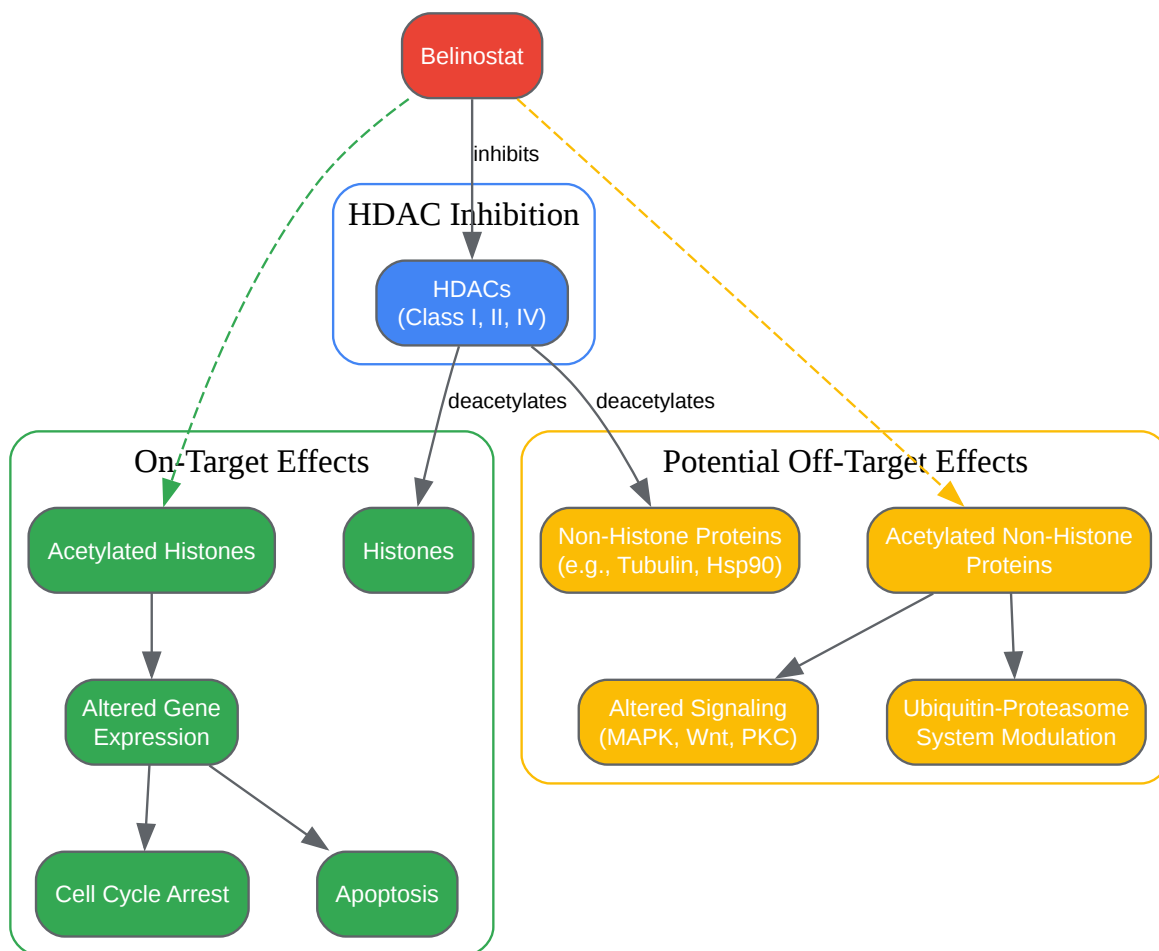 Belinostat
inhibits
HDAC Inhibition
HDACs
(Class I, II, IV)
deacetylates
deacetylates
On-Target Effects
Potential Off-Target Effects
Acetylated Histones
Histones
Non-Histone Proteins
(e.g., Tubulin, Hsp90)
Acetylated Non-Histone
Proteins
Altered Gene
Expression
Altered Signaling
(MAPK, Wnt, PKC)
Ubiquitin-Proteasome
System Modulation
Cell Cycle Arrest
Apoptosis